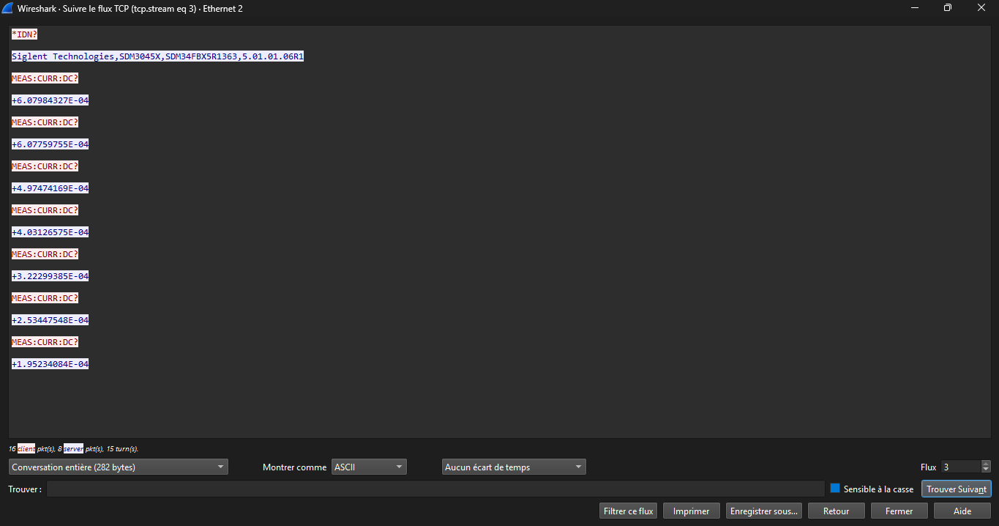 Wireshark · Suivre le flux TCP (tcp.stream eq 3) · Ethernet 2
*IDN?
Siglent Technologies,SDM3045X,SDM34FBX5R1363,5.01.01.06R1
MEAS:CURR:DC?
+6.07984327E-04
MEAS:CURR:DC?
+6.07759755E-04
MEAS:CURR:DC?
+4.97474169E-04
MEAS:CURR:DC?
+4.03126575E-04
MEAS:CURR:DC?
+3.22299385E-04
MEAS:CURR:DC?
+2.53447548E-04
MEAS:CURR:DC?
+1.95234084E-04
16 client pkt(s), 8 server pkt(s), 15 turn(s).
Conversation entière (282 bytes) Montrer comme ASCII Aucun écart de temps Flux 3
Trouver : Sensible à la casse Trouver Suivant
Filtrer ce flux Imprimer Enregistrer sous... Retour Fermer Aide